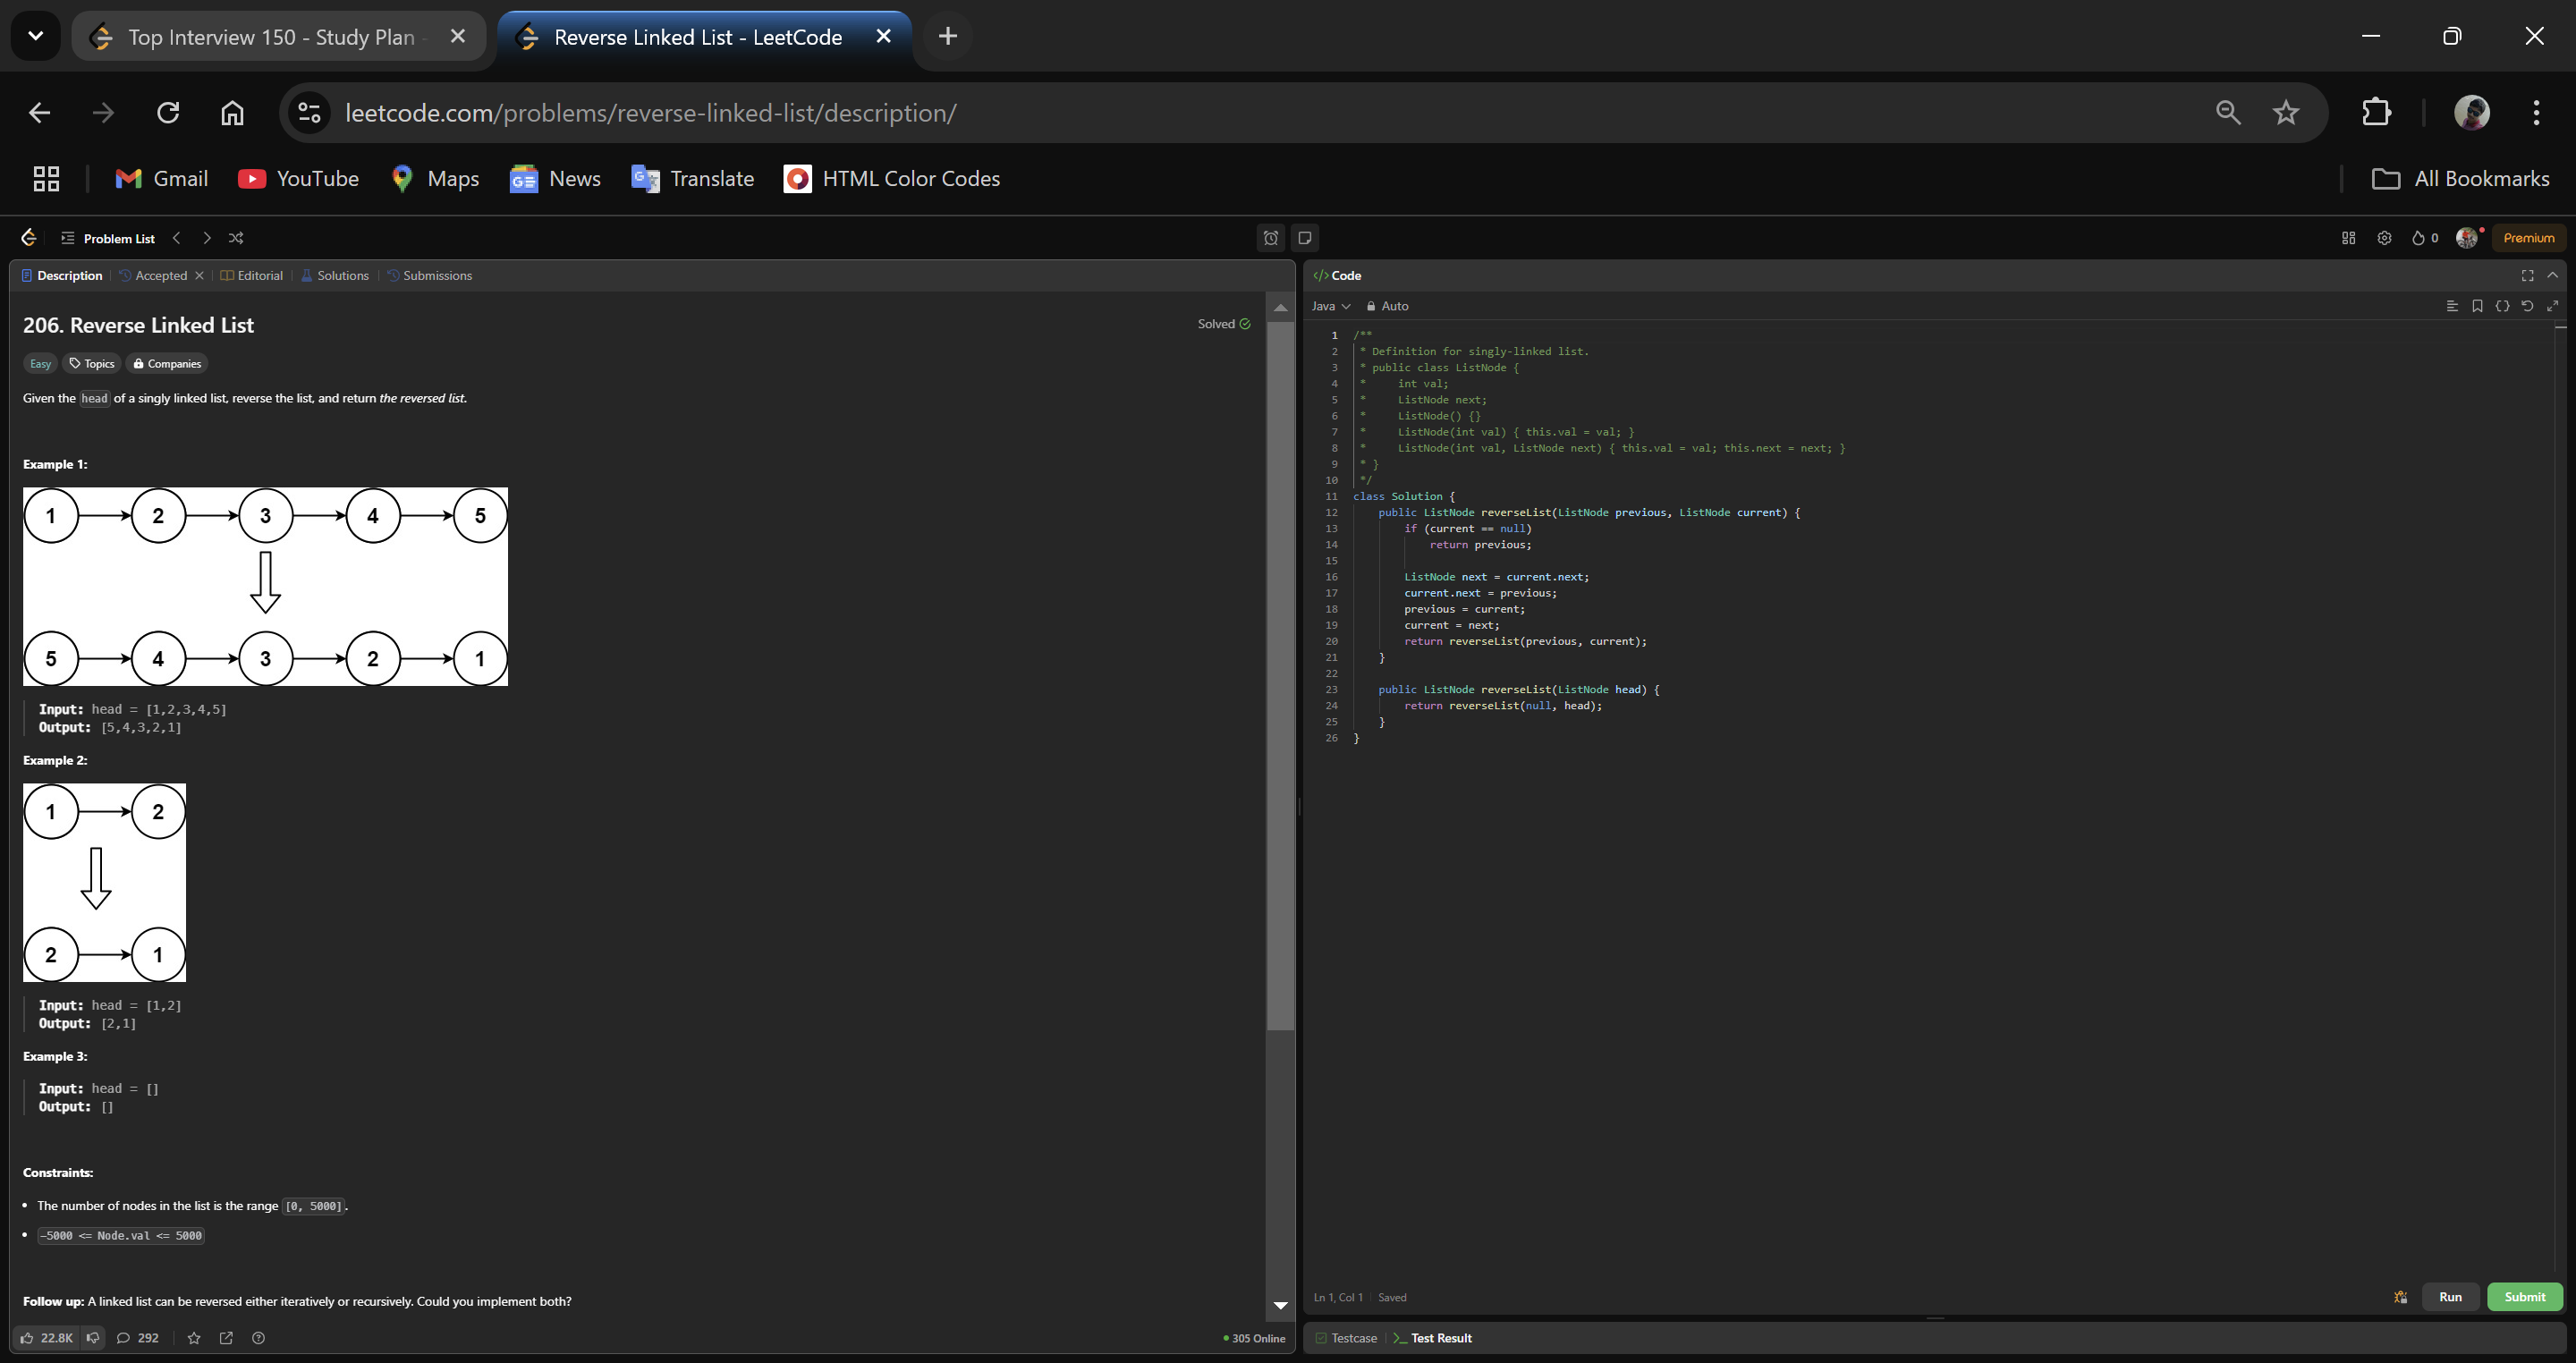 Top Interview 150 - Study Plan -
Reverse Linked List - LeetCode
leetcode.com/problems/reverse-linked-list/description/
Gmail
YouTube
Maps
News
Translate
HTML Color Codes
All Bookmarks
Problem List
0
Premium
Description
Accepted
Editorial
Solutions
Submissions
206. Reverse Linked List
Solved
Easy
Topics
Companies
Given the head of a singly linked list, reverse the list, and return the reversed list.
Example 1:
1 2 3 4 5
5 4 3 2 1
Input: head = [1,2,3,4,5]
Output: [5,4,3,2,1]
Example 2:
1 2
2 1
Input: head = [1,2]
Output: [2,1]
Example 3:
Input: head = []
Output: []
Constraints:
• The number of nodes in the list is the range [0, 5000].
• -5000 <= Node.val <= 5000
Follow up: A linked list can be reversed either iteratively or recursively. Could you implement both?
22.8K
292
305 Online
</> Code
Java
Auto
1 /**
2 * Definition for singly-linked list.
3 * public class ListNode {
4 *     int val;
5 *     ListNode next;
6 *     ListNode() {}
7 *     ListNode(int val) { this.val = val; }
8 *     ListNode(int val, ListNode next) { this.val = val; this.next = next; }
9 * }
10 */
11 class Solution {
12     public ListNode reverseList(ListNode previous, ListNode current) {
13         if (current == null)
14             return previous;
15
16         ListNode next = current.next;
17         current.next = previous;
18         previous = current;
19         current = next;
20         return reverseList(previous, current);
21     }
22
23     public ListNode reverseList(ListNode head) {
24         return reverseList(null, head);
25     }
26 }
Ln 1, Col 1
Saved
Run
Submit
Testcase
Test Result